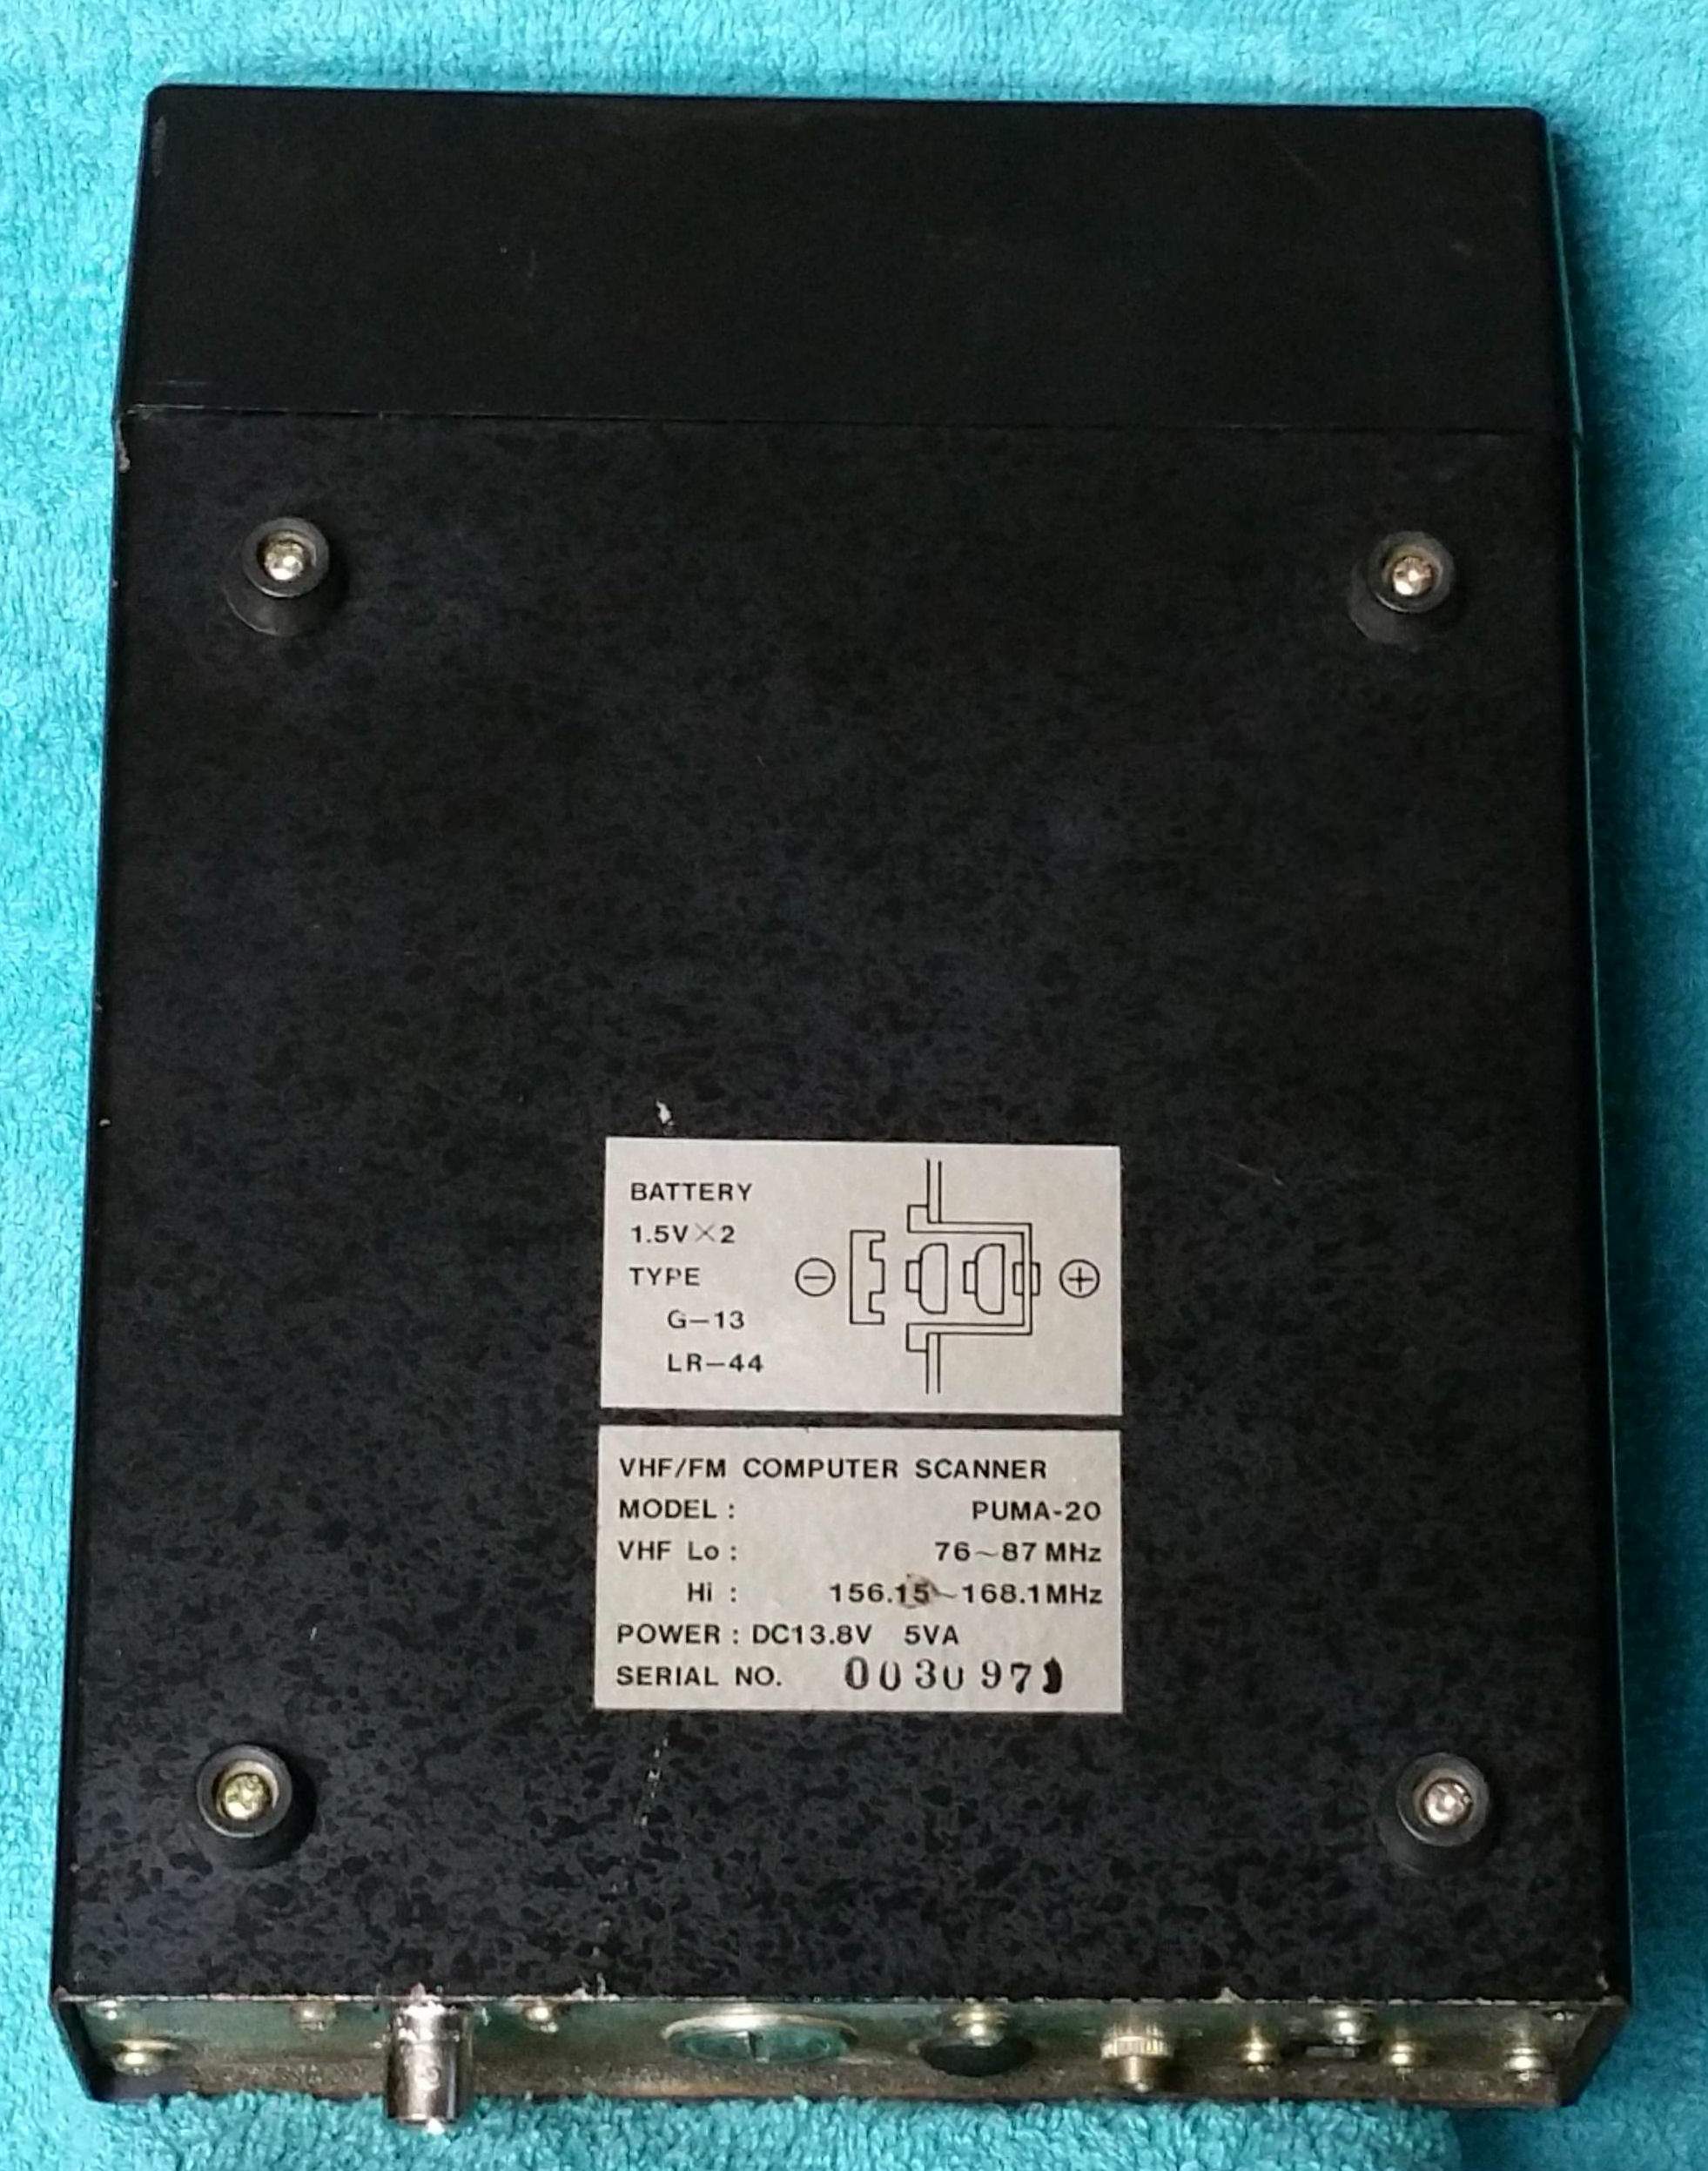 BATTERY
1.5V×2
TYPE
G-13
LR-44
VHF/FM COMPUTER SCANNER
MODEL : PUMA-20
VHF Lo : 76~87 MHz
Hi : 156.15~168.1MHz
POWER : DC13.8V 5VA
SERIAL NO. 0030971